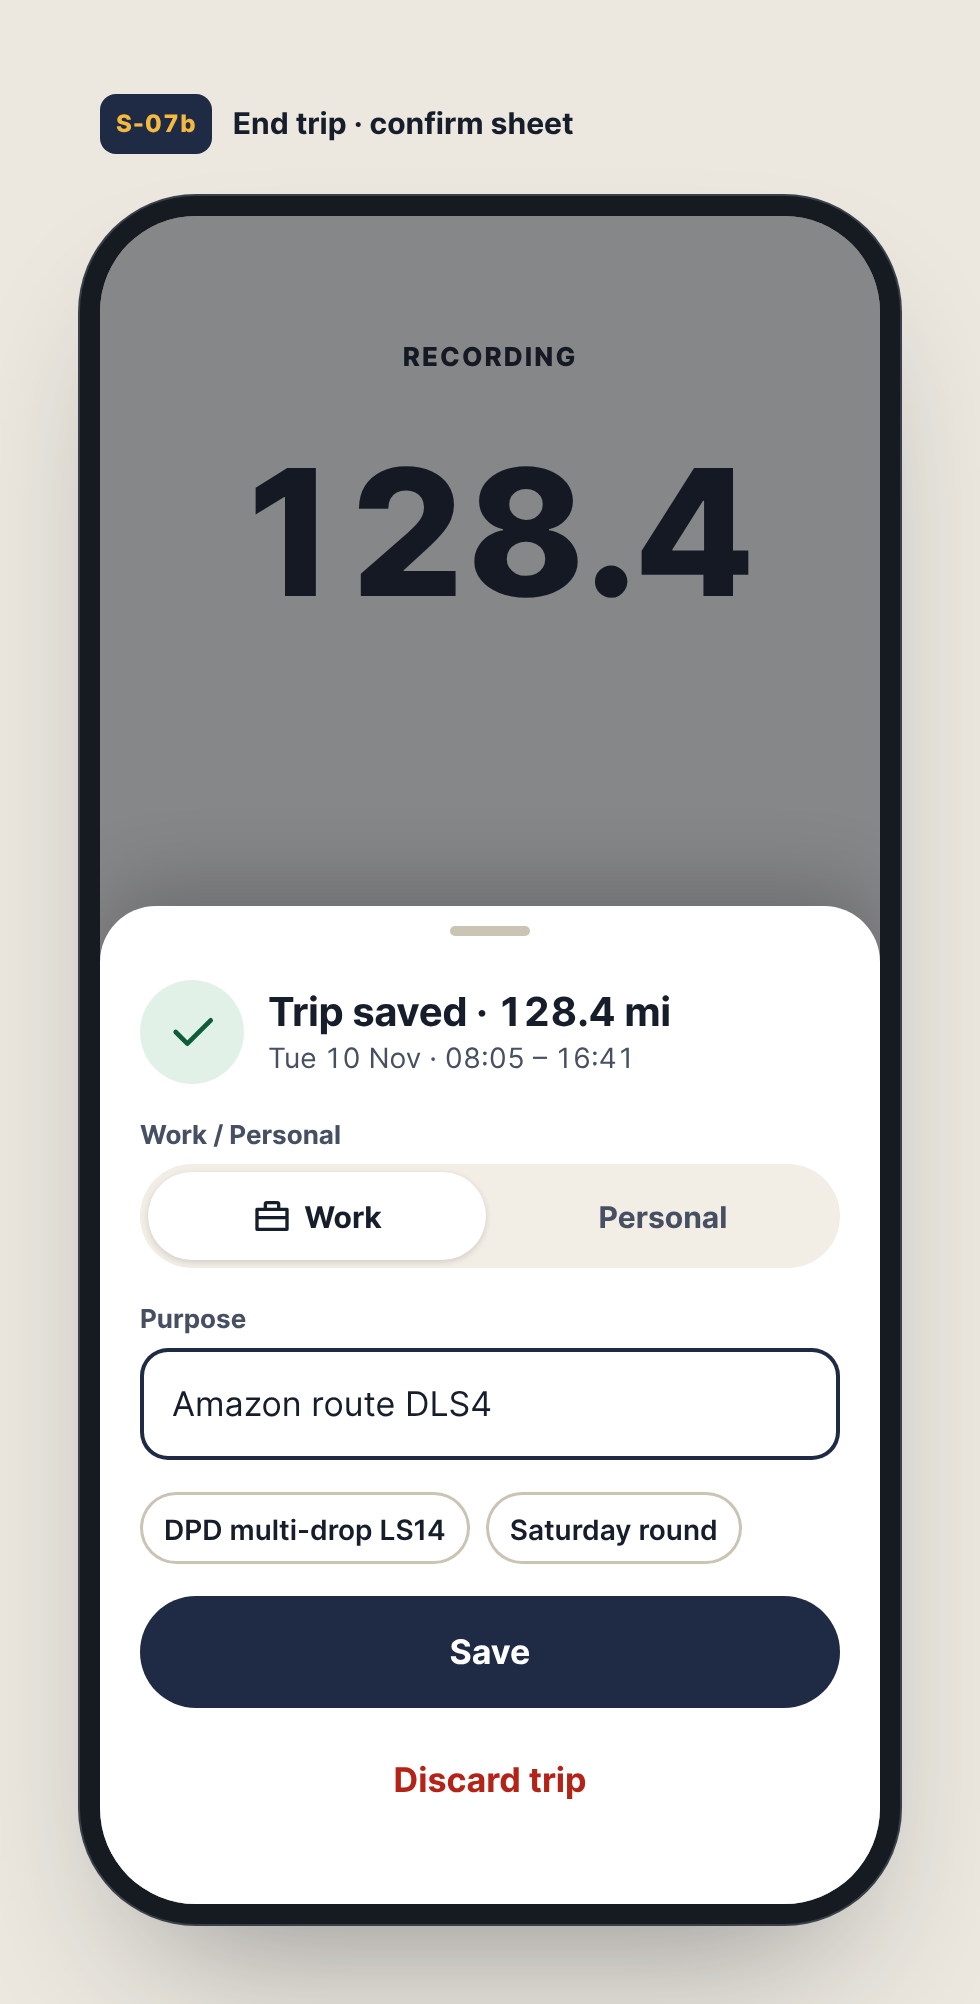 S-07b End trip · confirm sheet
RECORDING
128.4
Trip saved · 128.4 mi
Tue 10 Nov · 08:05 – 16:41
Work / Personal
Work Personal
Purpose
Amazon route DLS4
DPD multi-drop LS14 Saturday round
Save
Discard trip